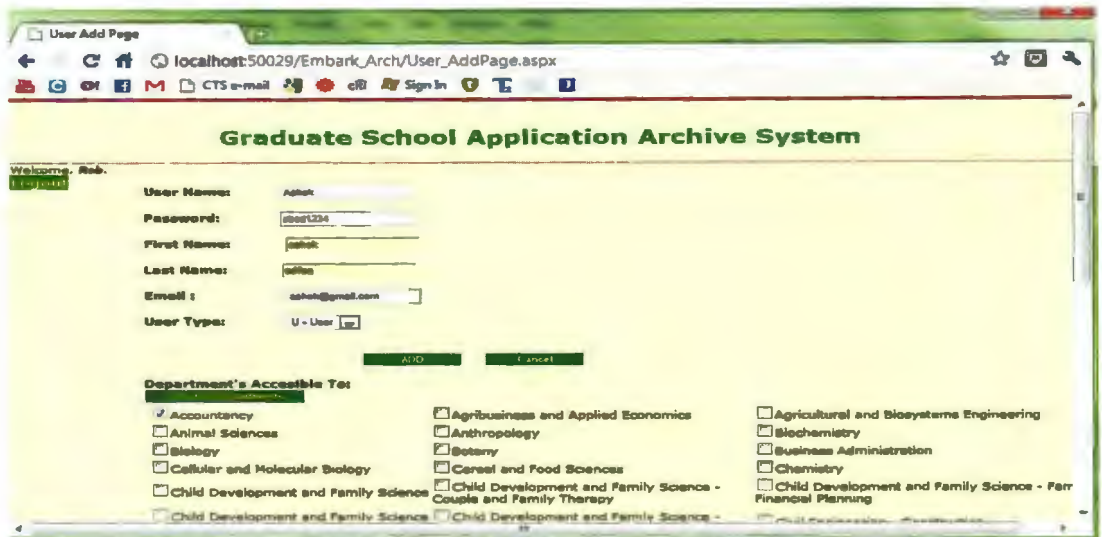 User Add Page
localhost:50029/Embark_Arch/User_AddPage.aspx
CTS e-mail citi Sign In
Graduate School Application Archive System
Welcome, Rob.
User Name: Ashok
Password: abcd1234
First Name: ashok
Last Name:
Email : ashok@gmail.com
User Type: U - User
ADD Cancel
Department's Accesible To:
Accountancy Agribusiness and Applied Economics Agricultural and Biosystems Engineering
Animal Sciences Anthropology Biochemistry
Biology Botany Business Administration
Cellular and Molecular Biology Cereal and Food Sciences Chemistry
Child Development and Family Science Child Development and Family Science - Couple and Family Therapy Child Development and Family Science - Fam
Financial Planning
Child Development and Family Science Child Development and Family Science -